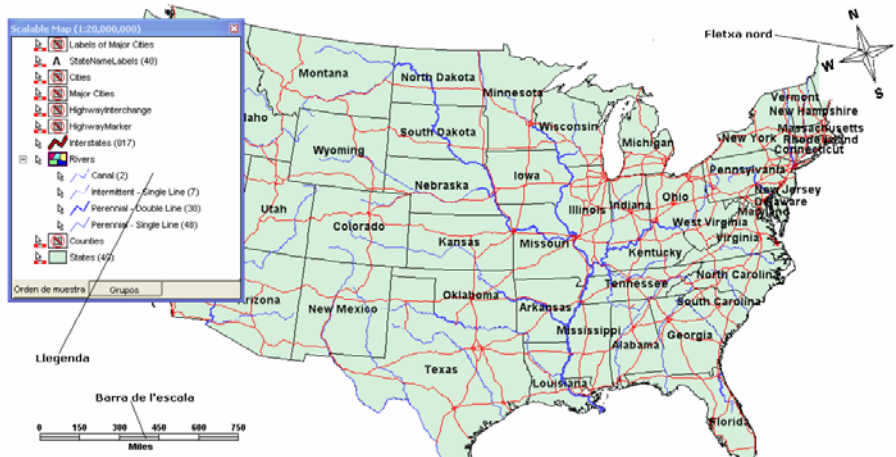 Scalable Map (1:20,000,000)
Labels of Major Cities
A StateNameLabels (48)
Cities
Major Cities
HighwayInterchange
HighwayMarker
Interstates (817)
Rivers
Canal (2)
Intermittent - Single Line (7)
Perennial - Double Line (38)
Perennial - Single Line (48)
Counties
States (49)
Orden de muestra
Grupos
Fletxa nord
N
W
S
Montana
North Dakota
Minnesota
Vermont
New Hampshire
Massachusetts
Rhode Island
Connecticut
New York
Wisconsin
Michigan
South Dakota
Wyoming
Pennsylvania
New Jersey
Delaware
Maryland
Iowa
Nebraska
Ohio
Indiana
Illinois
West Virginia
Virginia
Utah
Colorado
Kansas
Missouri
Kentucky
North Carolina
Tennessee
South Carolina
Oklahoma
Arkansas
New Mexico
Mississippi
Alabama
Georgia
Texas
Louisiana
Florida
Llegenda
Barra de l'escala
0 150 300 450 600 750
Miles